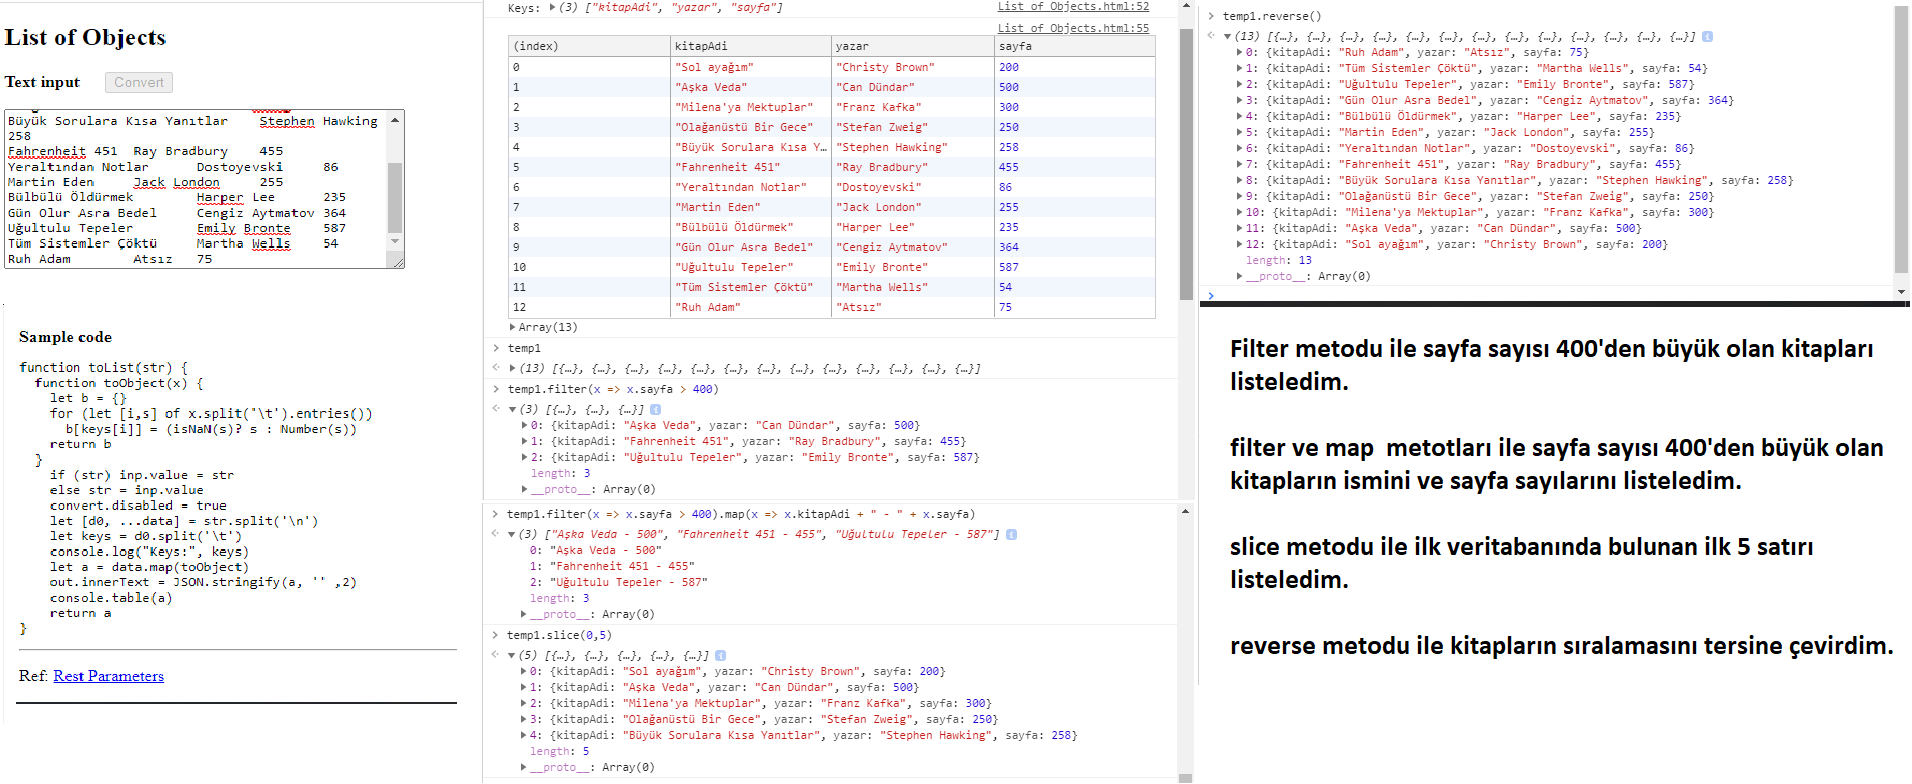 List of Objects
Text input Convert
Büyük Sorulara Kısa Yanıtlar Stephen Hawking
258
Fahrenheit 451 Ray Bradbury 455
Yeraltından Notlar Dostoyevski 86
Martin Eden Jack London 255
Bülbülü Öldürmek Harper Lee 235
Gün Olur Asra Bedel Cengiz Aytmatov 364
Uğultulu Tepeler Emily Bronte 587
Tüm Sistemler Çöktü Martha Wells 54
Ruh Adam Atsız 75
Sample code
function toList(str) {
function toObject(x) {
let b = {}
for (let [i,s] of x.split('\t').entries())
b[keys[i]] = (isNaN(s)? s : Number(s))
return b
}
if (str) inp.value = str
else str = inp.value
convert.disabled = true
let [d0, ...data] = str.split('\n')
let keys = d0.split('\t')
console.log("Keys:", keys)
let a = data.map(toObject)
out.innerText = JSON.stringify(a, '' ,2)
console.table(a)
return a
}
Ref: Rest Parameters
Keys: (3) ["kitapAdi", "yazar", "sayfa"] List of Objects.html:52
List of Objects.html:55
(index) kitapAdi yazar sayfa
0 "Sol ayağım" "Christy Brown" 200
1 "Aşka Veda" "Can Dündar" 500
2 "Milena'ya Mektuplar" "Franz Kafka" 300
3 "Olağanüstü Bir Gece" "Stefan Zweig" 250
4 "Büyük Sorulara Kısa Y… "Stephen Hawking" 258
5 "Fahrenheit 451" "Ray Bradbury" 455
6 "Yeraltından Notlar" "Dostoyevski" 86
7 "Martin Eden" "Jack London" 255
8 "Bülbülü Öldürmek" "Harper Lee" 235
9 "Gün Olur Asra Bedel" "Cengiz Aytmatov" 364
10 "Uğultulu Tepeler" "Emily Bronte" 587
11 "Tüm Sistemler Çöktü" "Martha Wells" 54
12 "Ruh Adam" "Atsız" 75
Array(13)
temp1
(13) [{…}, {…}, {…}, {…}, {…}, {…}, {…}, {…}, {…}, {…}, {…}, {…}, {…}]
temp1.filter(x => x.sayfa > 400)
(3) [{…}, {…}, {…}]
0: {kitapAdi: "Aşka Veda", yazar: "Can Dündar", sayfa: 500}
1: {kitapAdi: "Fahrenheit 451", yazar: "Ray Bradbury", sayfa: 455}
2: {kitapAdi: "Uğultulu Tepeler", yazar: "Emily Bronte", sayfa: 587}
length: 3
__proto__: Array(0)
temp1.filter(x => x.sayfa > 400).map(x => x.kitapAdi + " - " + x.sayfa)
(3) ["Aşka Veda - 500", "Fahrenheit 451 - 455", "Uğultulu Tepeler - 587"]
0: "Aşka Veda - 500"
1: "Fahrenheit 451 - 455"
2: "Uğultulu Tepeler - 587"
length: 3
__proto__: Array(0)
temp1.slice(0,5)
(5) [{…}, {…}, {…}, {…}, {…}]
0: {kitapAdi: "Sol ayağım", yazar: "Christy Brown", sayfa: 200}
1: {kitapAdi: "Aşka Veda", yazar: "Can Dündar", sayfa: 500}
2: {kitapAdi: "Milena'ya Mektuplar", yazar: "Franz Kafka", sayfa: 300}
3: {kitapAdi: "Olağanüstü Bir Gece", yazar: "Stefan Zweig", sayfa: 250}
4: {kitapAdi: "Büyük Sorulara Kısa Yanıtlar", yazar: "Stephen Hawking", sayfa: 258}
length: 5
__proto__: Array(0)
temp1.reverse()
(13) [{…}, {…}, {…}, {…}, {…}, {…}, {…}, {…}, {…}, {…}, {…}, {…}, {…}]
0: {kitapAdi: "Ruh Adam", yazar: "Atsız", sayfa: 75}
1: {kitapAdi: "Tüm Sistemler Çöktü", yazar: "Martha Wells", sayfa: 54}
2: {kitapAdi: "Uğultulu Tepeler", yazar: "Emily Bronte", sayfa: 587}
3: {kitapAdi: "Gün Olur Asra Bedel", yazar: "Cengiz Aytmatov", sayfa: 364}
4: {kitapAdi: "Bülbülü Öldürmek", yazar: "Harper Lee", sayfa: 235}
5: {kitapAdi: "Martin Eden", yazar: "Jack London", sayfa: 255}
6: {kitapAdi: "Yeraltından Notlar", yazar: "Dostoyevski", sayfa: 86}
7: {kitapAdi: "Fahrenheit 451", yazar: "Ray Bradbury", sayfa: 455}
8: {kitapAdi: "Büyük Sorulara Kısa Yanıtlar", yazar: "Stephen Hawking", sayfa: 258}
9: {kitapAdi: "Olağanüstü Bir Gece", yazar: "Stefan Zweig", sayfa: 250}
10: {kitapAdi: "Milena'ya Mektuplar", yazar: "Franz Kafka", sayfa: 300}
11: {kitapAdi: "Aşka Veda", yazar: "Can Dündar", sayfa: 500}
12: {kitapAdi: "Sol ayağım", yazar: "Christy Brown", sayfa: 200}
length: 13
__proto__: Array(0)
Filter metodu ile sayfa sayısı 400'den büyük olan kitapları
listeledim.
filter ve map metotları ile sayfa sayısı 400'den büyük olan
kitapların ismini ve sayfa sayılarını listeledim.
slice metodu ile ilk veritabanında bulunan ilk 5 satırı
listeledim.
reverse metodu ile kitapların sıralamasını tersine çevirdim.